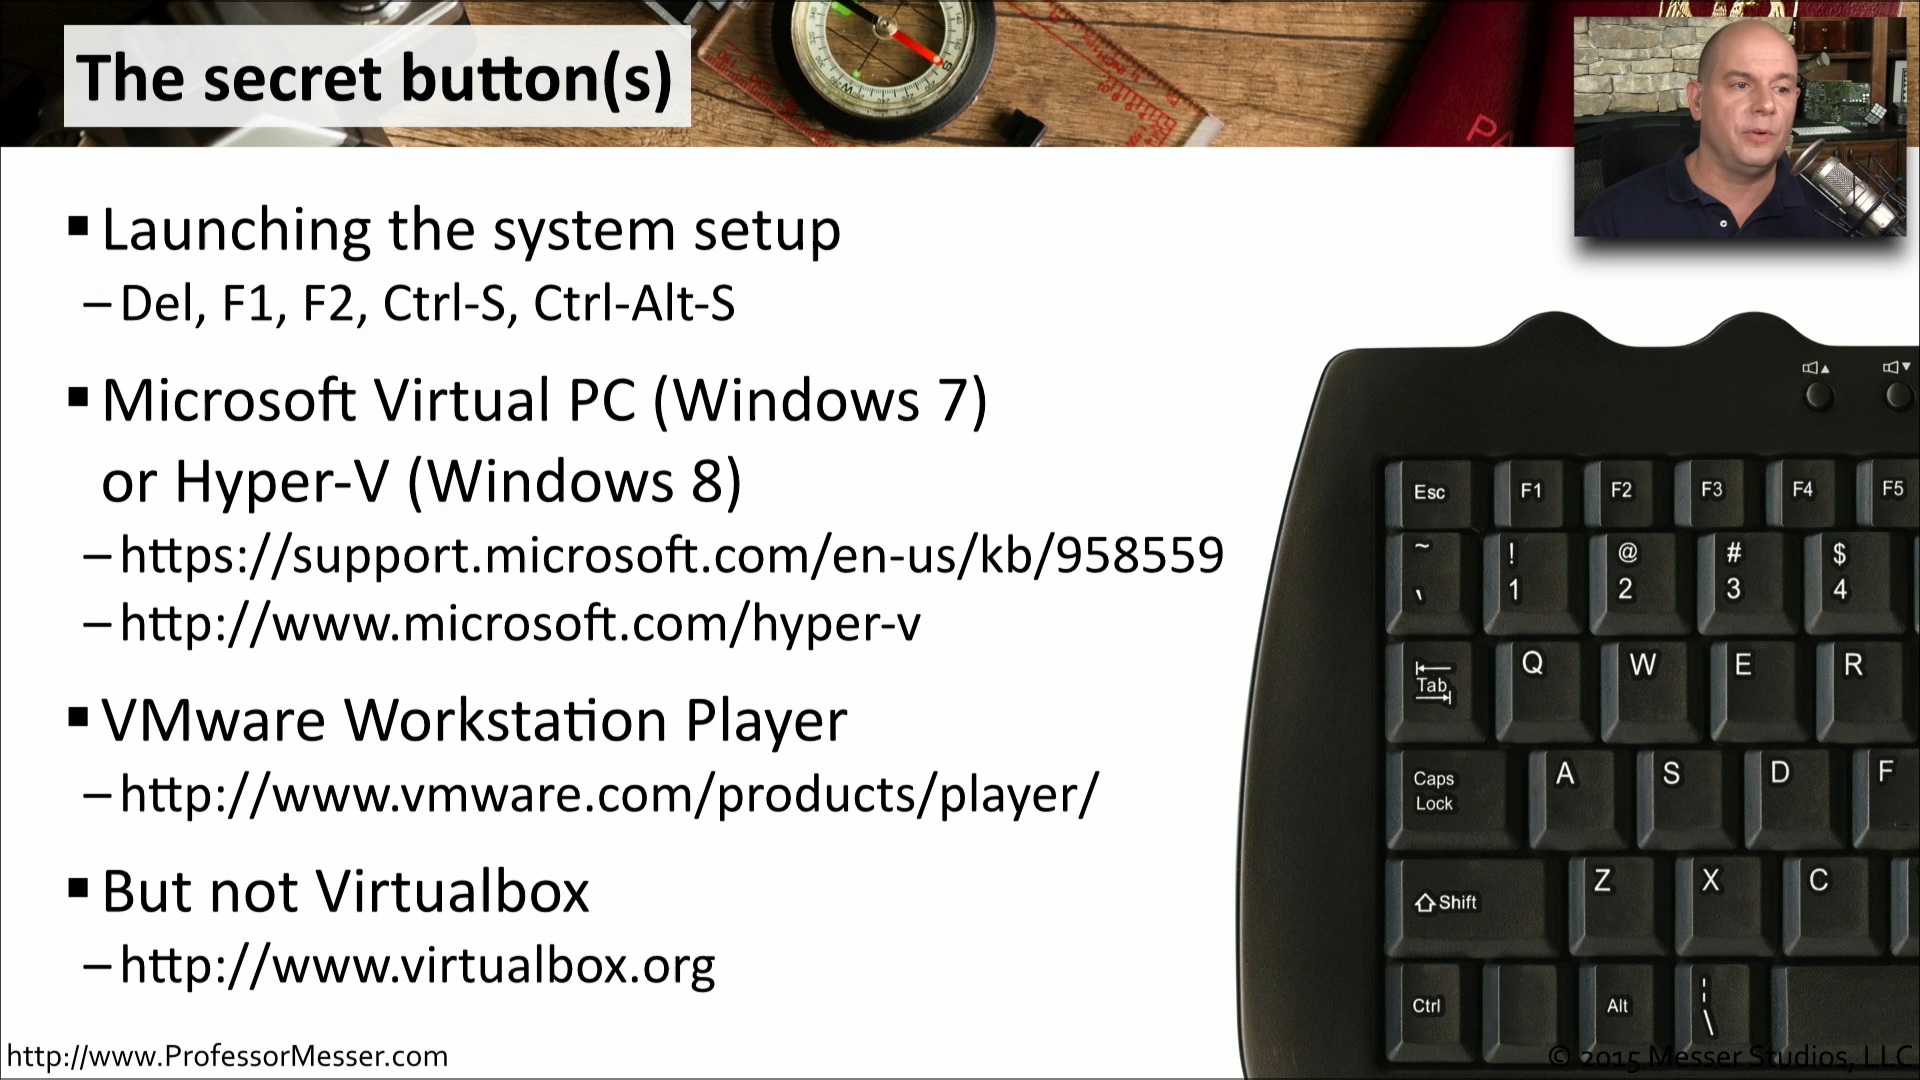 The secret button(s)
PA
▪ Launching the system setup
– Del, F1, F2, Ctrl-S, Ctrl-Alt-S
▪ Microsoft Virtual PC (Windows 7)
or Hyper-V (Windows 8)
– https://support.microsoft.com/en-us/kb/958559
– http://www.microsoft.com/hyper-v
▪ VMware Workstation Player
– http://www.vmware.com/products/player/
▪ But not Virtualbox
– http://www.virtualbox.org
Esc F1 F2 F3 F4 F5
~ ! @ # $
` 1 2 3 4
Tab Q W E R
Caps Lock A S D F
Shift Z X C
Ctrl Alt ¦ \
http://www.ProfessorMesser.com
© 2015 Messer Studios, LLC